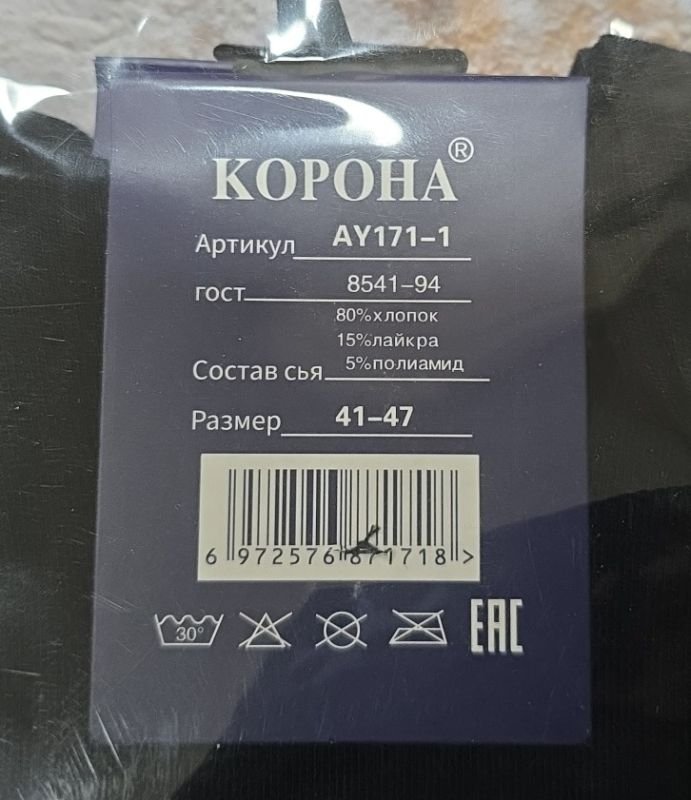 КОРОНА®
Артикул AY171-1
гост 8541-94
80%хлопок
15%лайкра
Состав сья 5%полиамид
Размер 41-47
6 972576 871718 >
30°
EAC